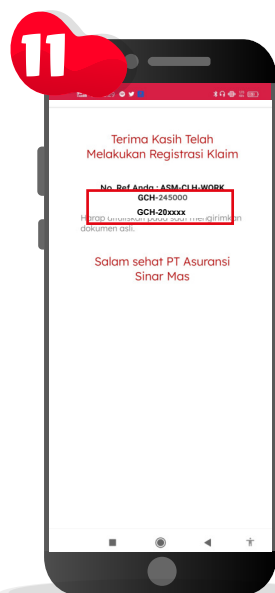 11
Terima Kasih Telah
Melakukan Registrasi Klaim
No. Ref Anda : ASM-CLH-WORK
GCH-245000
GCH-20xxxx
Harap dituliskan pada saat mengirimkan
dokumen asli.
Salam sehat PT Asuransi
Sinar Mas